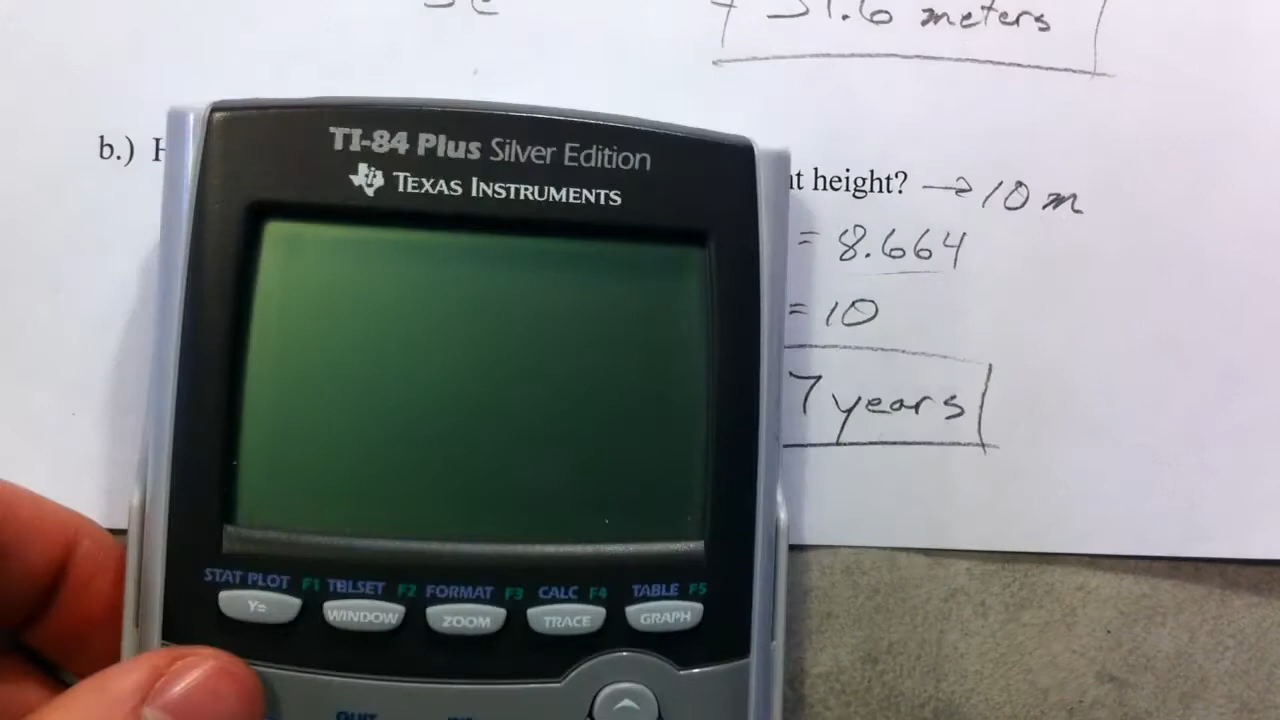 31.6 meters
b.)
TI-84 Plus Silver Edition
TEXAS INSTRUMENTS
height? → 10 m
= 8.664
= 10
7 years
STAT PLOT F1 TBLSET F2 FORMAT F3 CALC F4 TABLE F5
Y= WINDOW ZOOM TRACE GRAPH
QUIT